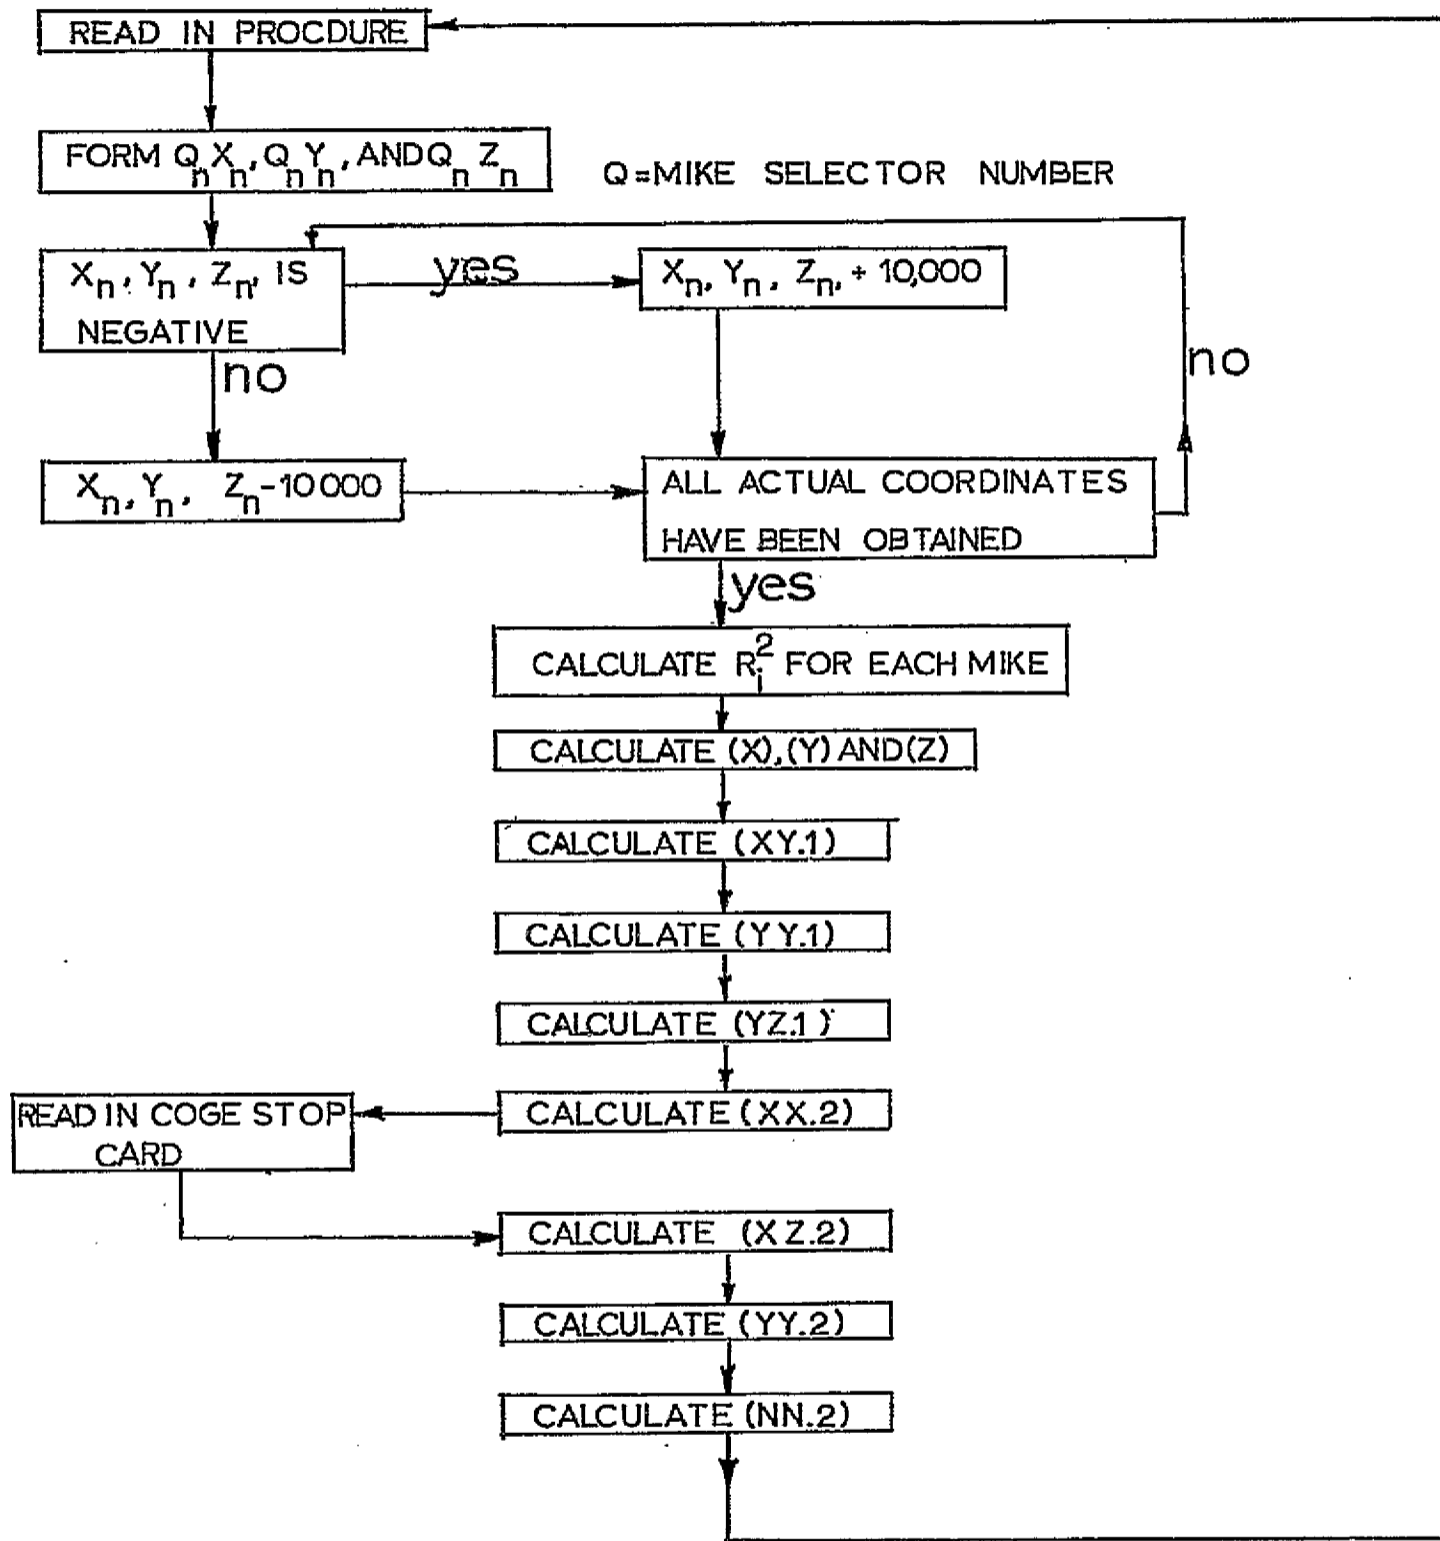 READ IN PROCDURE
FORM QₙXₙ, QₙYₙ, AND Qₙ Zₙ
Q=MIKE SELECTOR NUMBER
Xₙ, Yₙ, Zₙ, IS
NEGATIVE
yes
Xₙ, Yₙ, Zₙ, + 10,000
no
no
Xₙ, Yₙ, Zₙ-10000
ALL ACTUAL COORDINATES
HAVE BEEN OBTAINED
yes
CALCULATE Rᵢ² FOR EACH MIKE
CALCULATE (X),(Y) AND(Z)
CALCULATE (XY.1)
CALCULATE (YY.1)
CALCULATE (YZ.1)
CALCULATE (XX.2)
READ IN COGE STOP
CARD
CALCULATE (XZ.2)
CALCULATE (YY.2)
CALCULATE (NN.2)